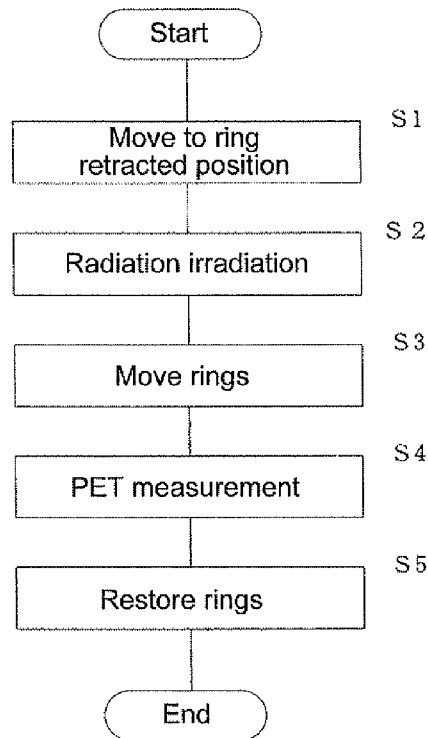 Start
S1
Move to ring
retracted position
S2
Radiation irradiation
S3
Move rings
S4
PET measurement
S5
Restore rings
End